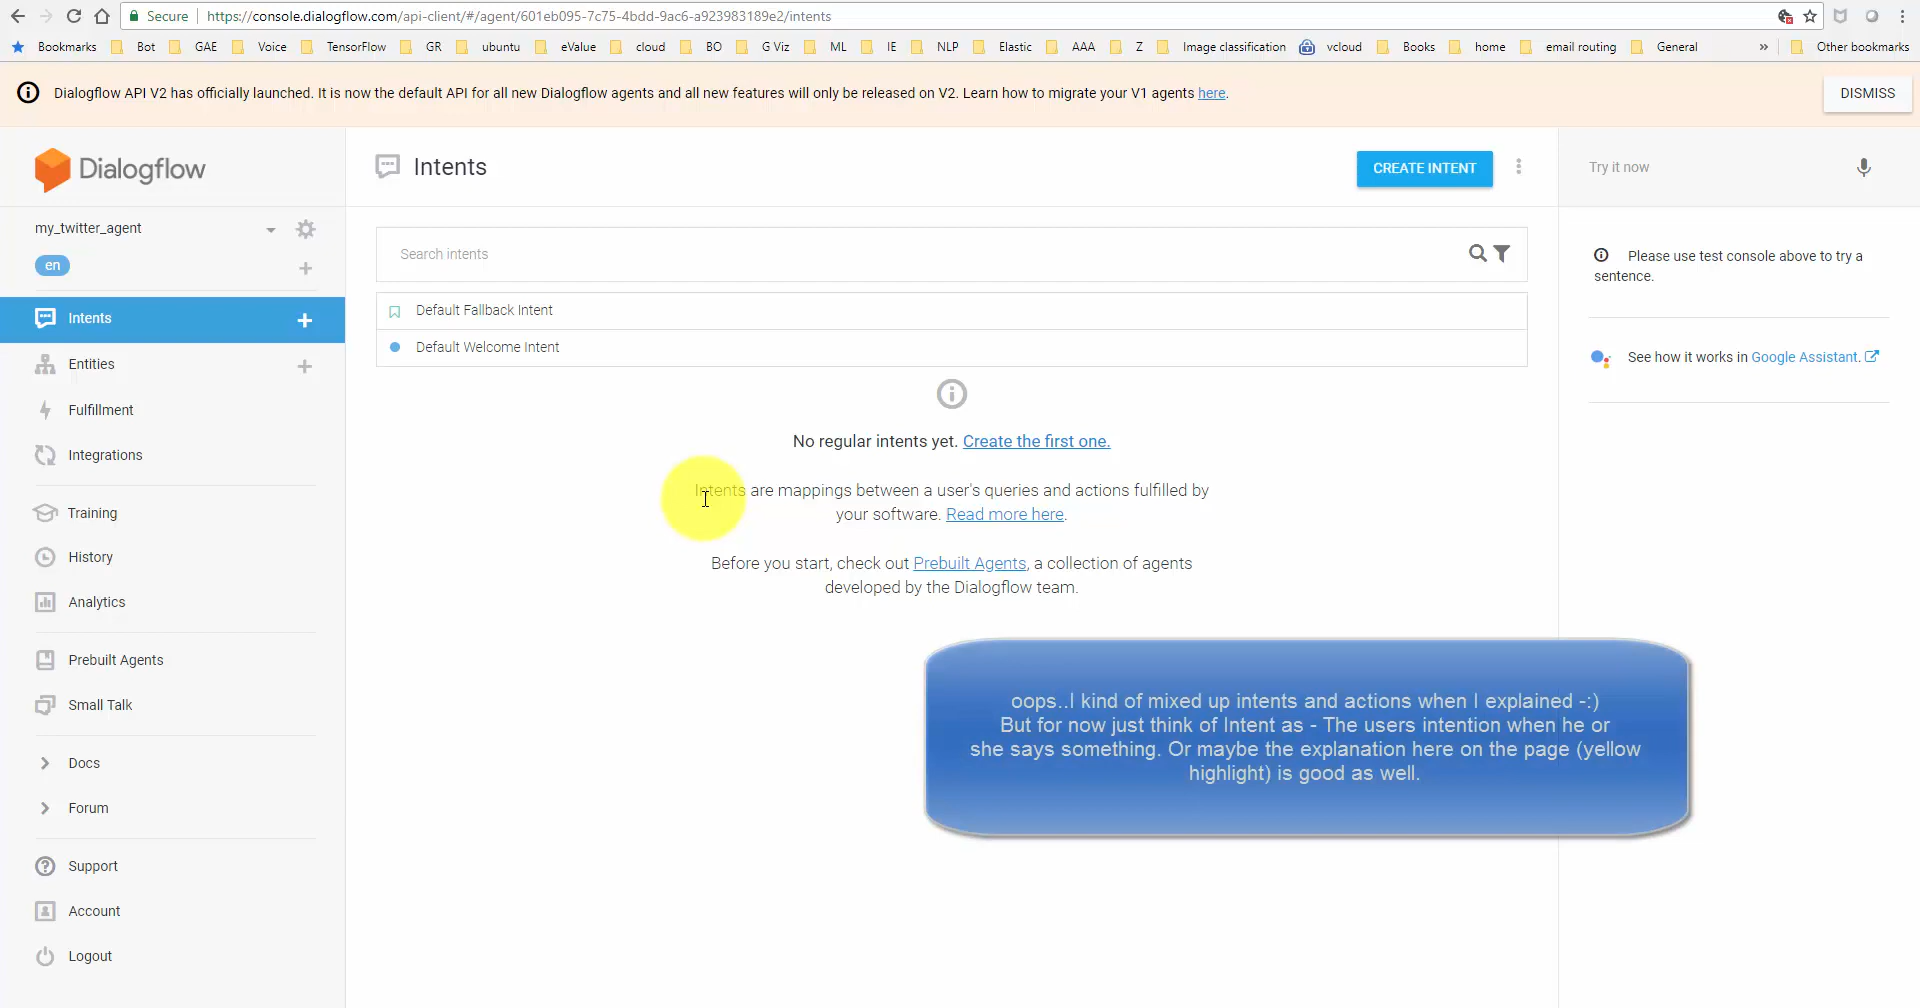 Secure https://console.dialogflow.com/api-client/#/agent/601eb095-7c75-4bdd-9ac6-a923983189e2/intents
Bookmarks Bot GAE Voice TensorFlow GR ubuntu eValue cloud BO G Viz ML IE NLP Elastic AAA Z Image classification vcloud Books home email routing General » Other bookmarks
Dialogflow API V2 has officially launched. It is now the default API for all new Dialogflow agents and all new features will only be released on V2. Learn how to migrate your V1 agents here.
DISMISS
Dialogflow
my_twitter_agent
en
Intents
Entities
Fulfillment
Integrations
Training
History
Analytics
Prebuilt Agents
Small Talk
Docs
Forum
Support
Account
Logout
Intents
CREATE INTENT
Search intents
Default Fallback Intent
Default Welcome Intent
No regular intents yet. Create the first one.
Intents are mappings between a user's queries and actions fulfilled by
your software. Read more here.
Before you start, check out Prebuilt Agents, a collection of agents
developed by the Dialogflow team.
oops..I kind of mixed up intents and actions when I explained -:)
But for now just think of Intent as - The users intention when he or
she says something. Or maybe the explanation here on the page (yellow
highlight) is good as well.
Try it now
Please use test console above to try a
sentence.
See how it works in Google Assistant.